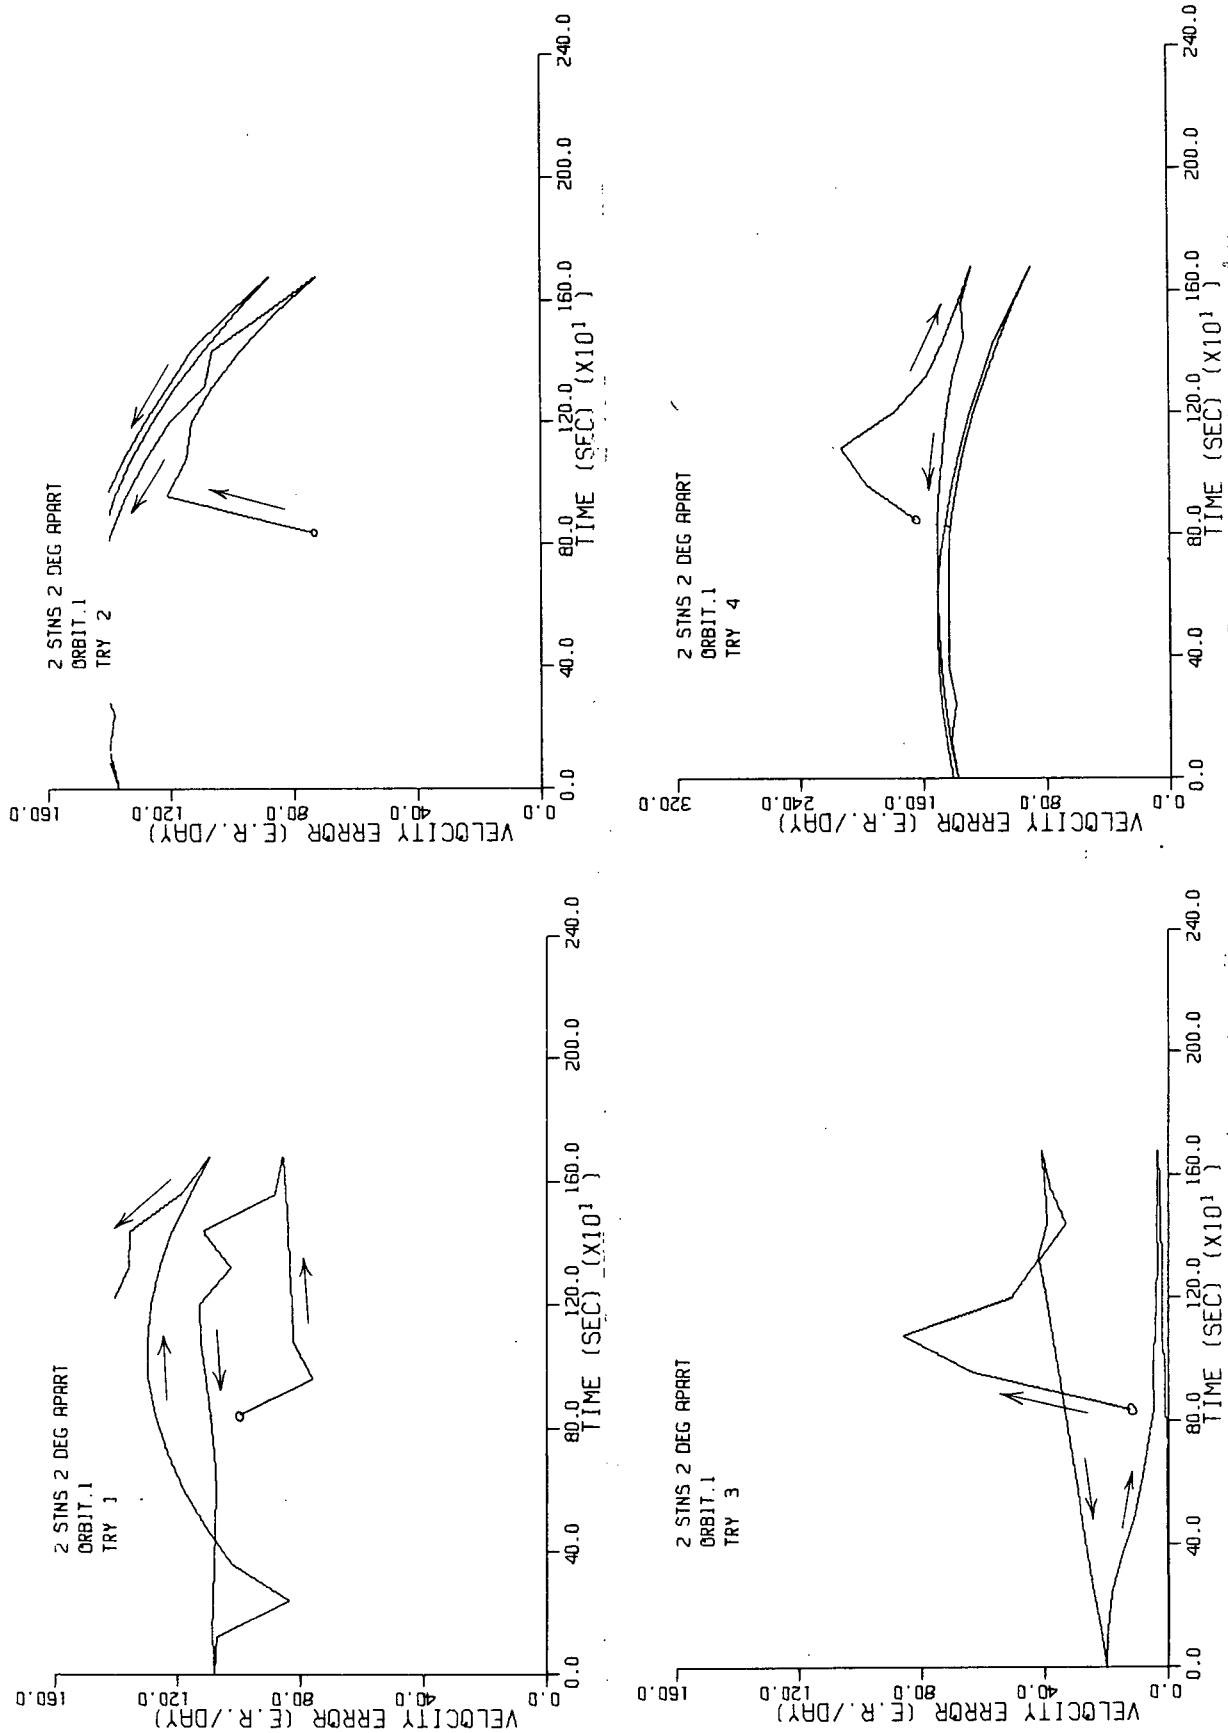 2 STNS 2 DEG APART
ORBIT.1
TRY 1
VELOCITY ERROR (E.R./DAY)
160.0
120.0
80.0
40.0
0.0
0.0
40.0
80.0
120.0
160.0
200.0
240.0
TIME (SEC) (X10¹)
2 STNS 2 DEG APART
ORBIT.1
TRY 2
VELOCITY ERROR (E.R./DAY)
160.0
120.0
80.0
40.0
0.0
0.0
40.0
80.0
120.0
160.0
200.0
240.0
TIME (SEC) (X10¹)
2 STNS 2 DEG APART
ORBIT.1
TRY 3
VELOCITY ERROR (E.R./DAY)
160.0
120.0
80.0
40.0
0.0
0.0
40.0
80.0
120.0
160.0
200.0
240.0
TIME (SEC) (X10¹)
2 STNS 2 DEG APART
ORBIT.1
TRY 4
VELOCITY ERROR (E.R./DAY)
320.0
240.0
160.0
80.0
0.0
0.0
40.0
80.0
120.0
160.0
200.0
240.0
TIME (SEC) (X10¹)